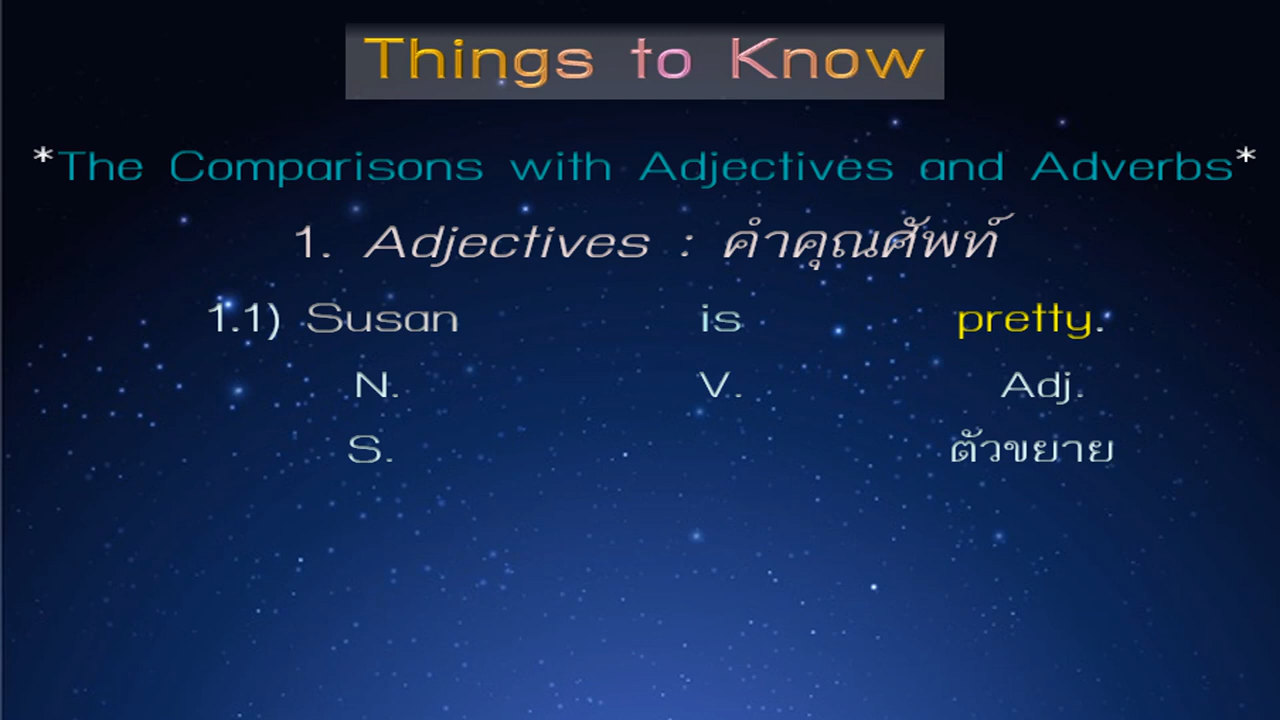 Things to Know
*The Comparisons with Adjectives and Adverbs*
1. Adjectives : คำคุณศัพท์
1.1) Susan is pretty.
N. V. Adj.
S. ตัวขยาย